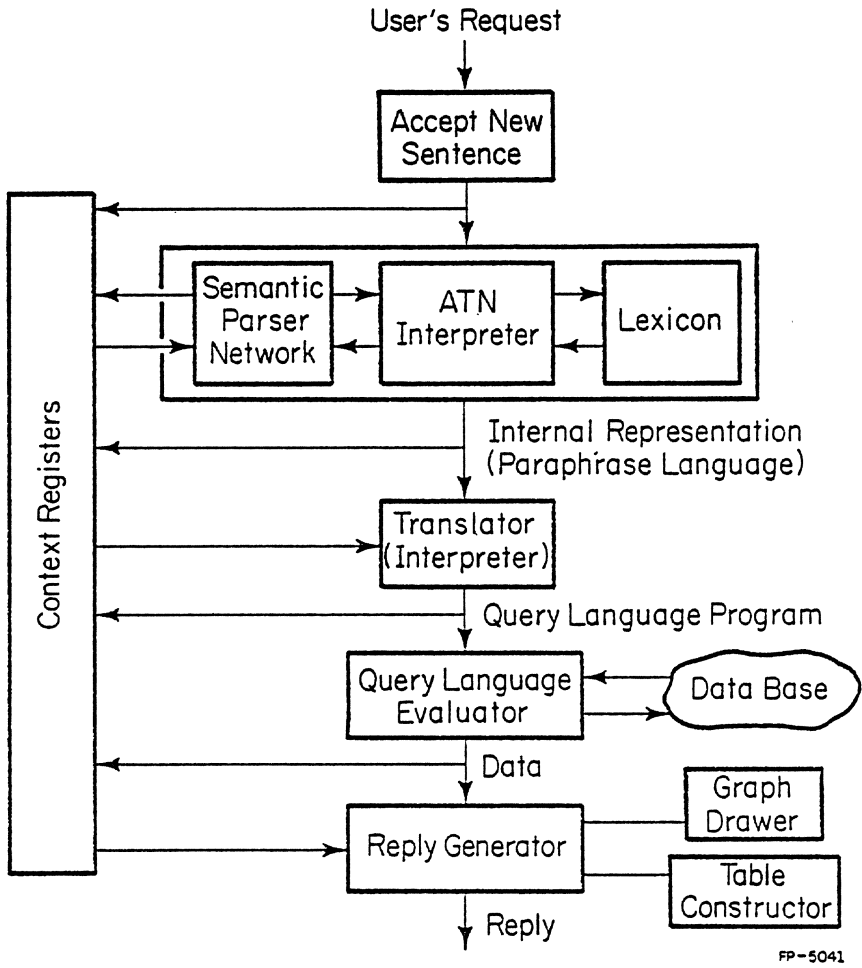 User's Request
Accept New
Sentence
Semantic
Parser
Network
ATN
Interpreter
Lexicon
Context Registers
Internal Representation
(Paraphrase Language)
Translator
(Interpreter)
Query Language Program
Query Language
Evaluator
Data Base
Data
Graph
Drawer
Reply Generator
Table
Constructor
Reply
FP-5041